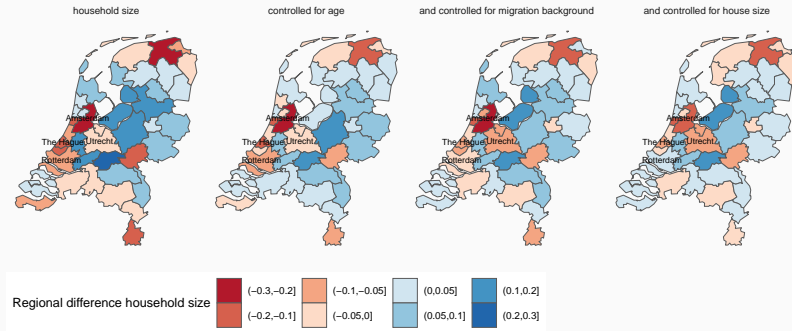 household size
controlled for age
and controlled for migration background
and controlled for house size
Amsterdam
The Hague Utrecht
Rotterdam
Amsterdam
The Hague Utrecht
Rotterdam
Amsterdam
The Hague Utrecht
Rotterdam
Amsterdam
The Hague Utrecht
Rotterdam
Regional difference household size
(−0.3,−0.2] (−0.1,−0.05] (0,0.05] (0.1,0.2]
(−0.2,−0.1] (−0.05,0] (0.05,0.1] (0.2,0.3]